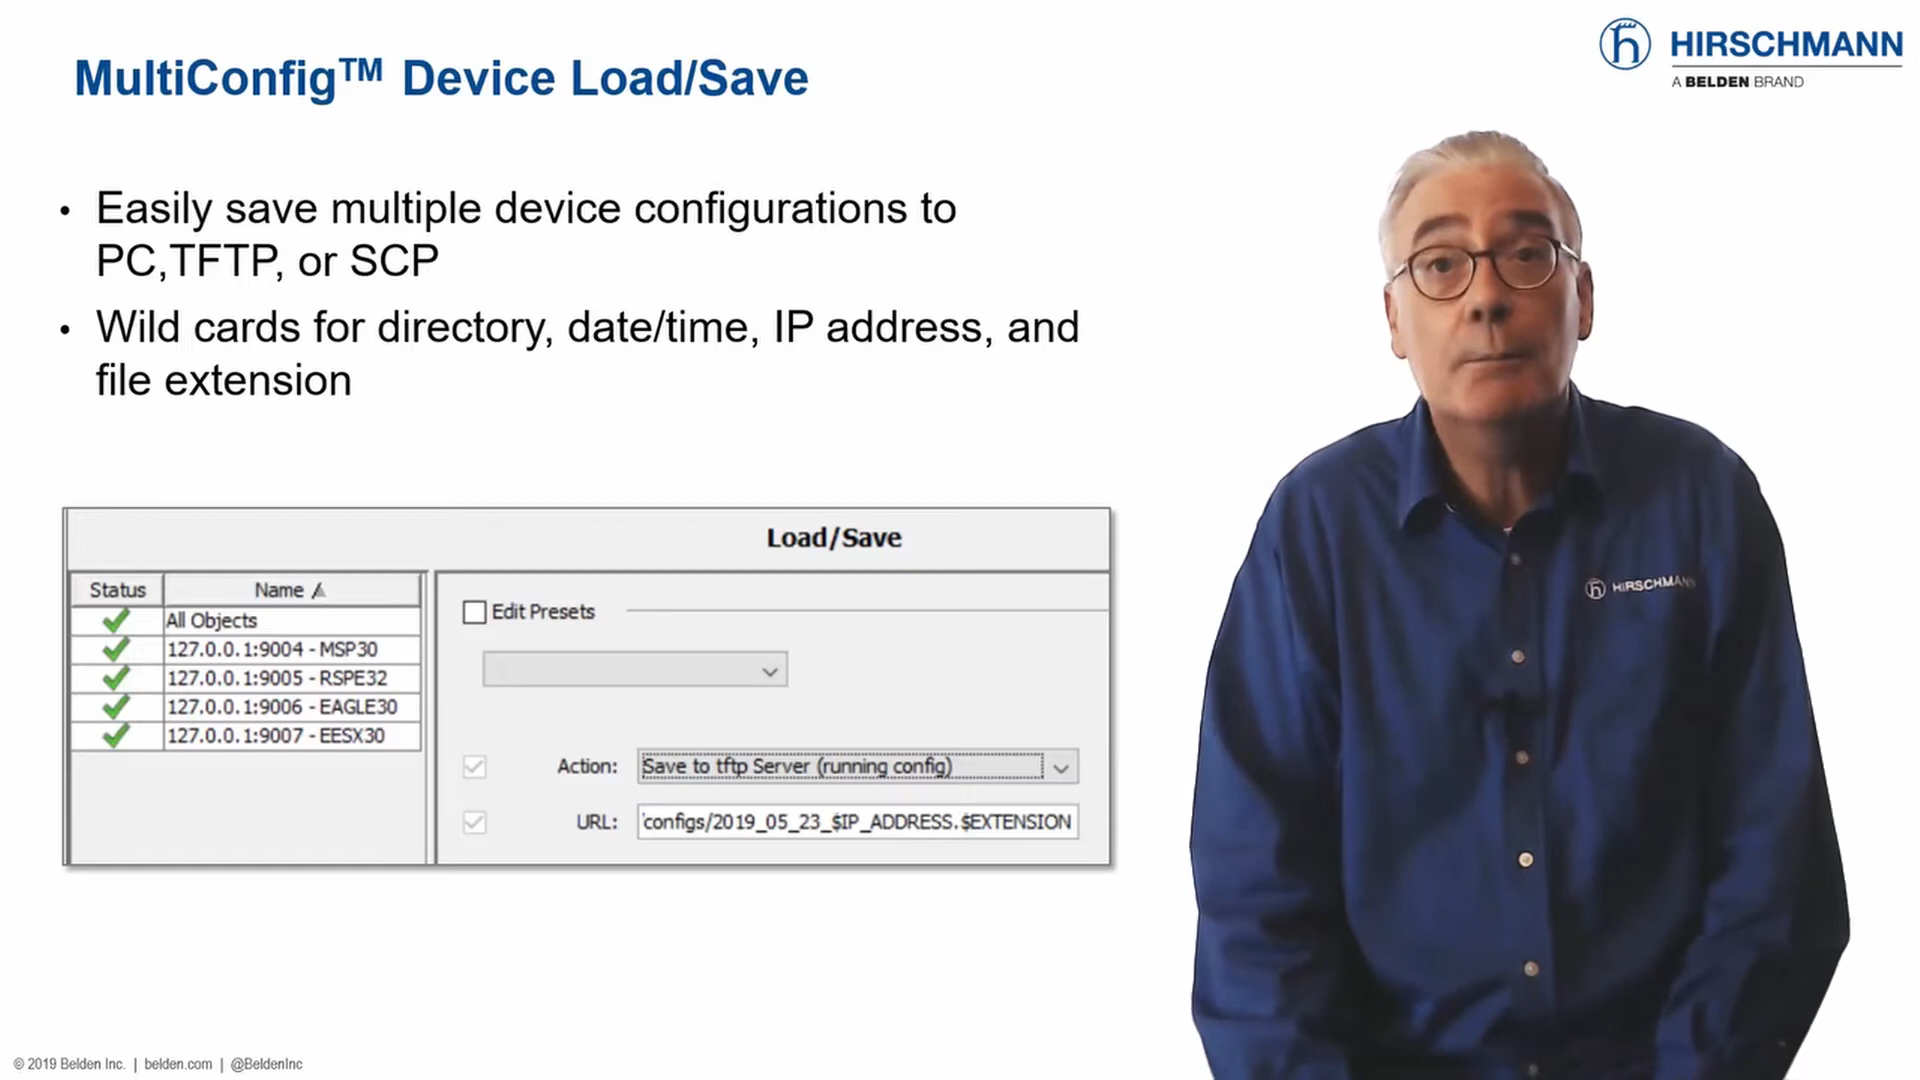 MultiConfig™ Device Load/Save
HIRSCHMANN
A BELDEN BRAND
• Easily save multiple device configurations to
PC,TFTP, or SCP
• Wild cards for directory, date/time, IP address, and
file extension
Load/Save
Status Name
All Objects
127.0.0.1:9004 - MSP30
127.0.0.1:9005 - RSPE32
127.0.0.1:9006 - EAGLE30
127.0.0.1:9007 - EESX30
Edit Presets
Action: Save to tftp Server (running config)
URL: configs/2019_05_23_$IP_ADDRESS.$EXTENSION
HIRSCHMANN
© 2019 Belden Inc. | belden.com | @BeldenInc